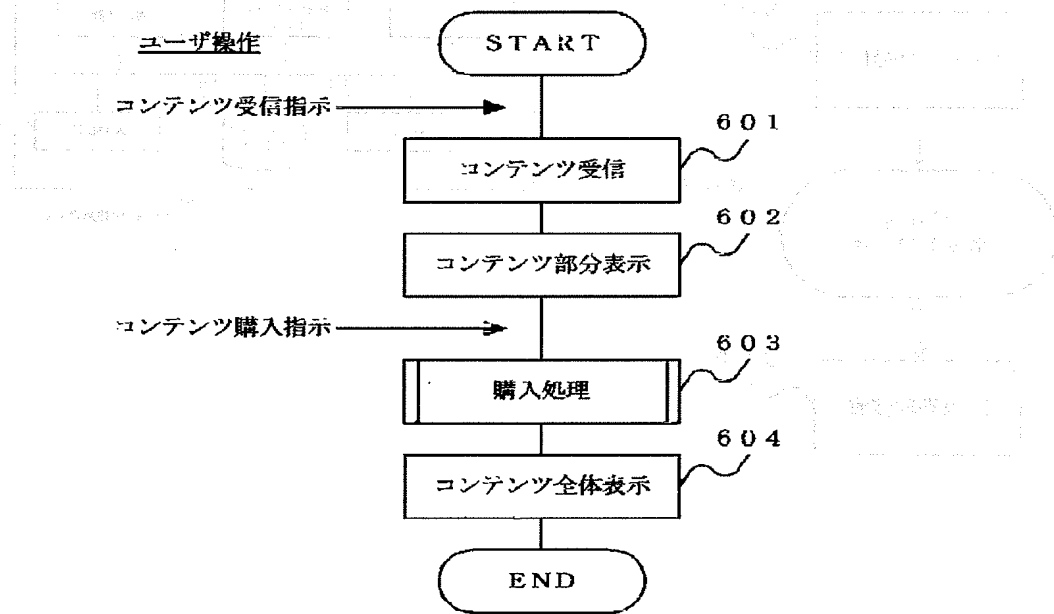 ユーザ操作
START
コンテンツ受信指示
601
コンテンツ受信
602
コンテンツ部分表示
コンテンツ購入指示
603
購入処理
604
コンテンツ全体表示
END